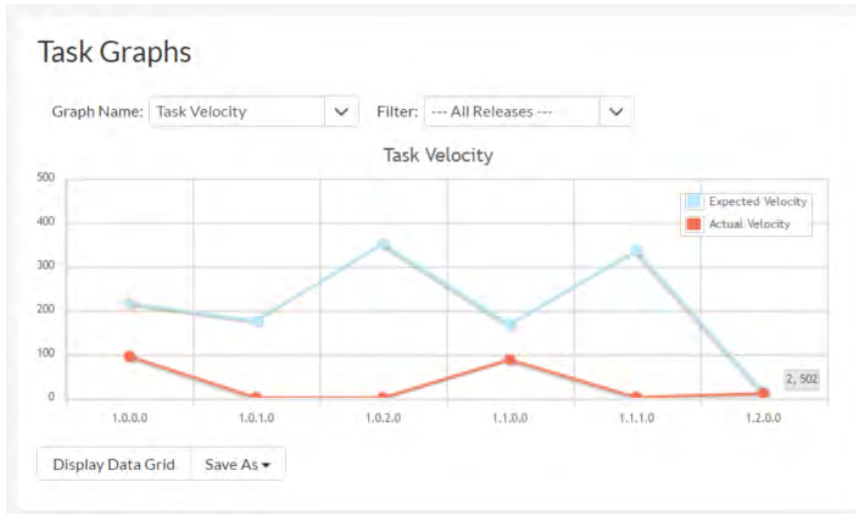 Task Graphs
Graph Name: Task Velocity Filter: --- All Releases ---
Task Velocity
500
Expected Velocity
Actual Velocity
400
300
200
100
2, 502
0
1.0.0.0 1.0.1.0 1.0.2.0 1.1.0.0 1.1.1.0 1.2.0.0
Display Data Grid Save As